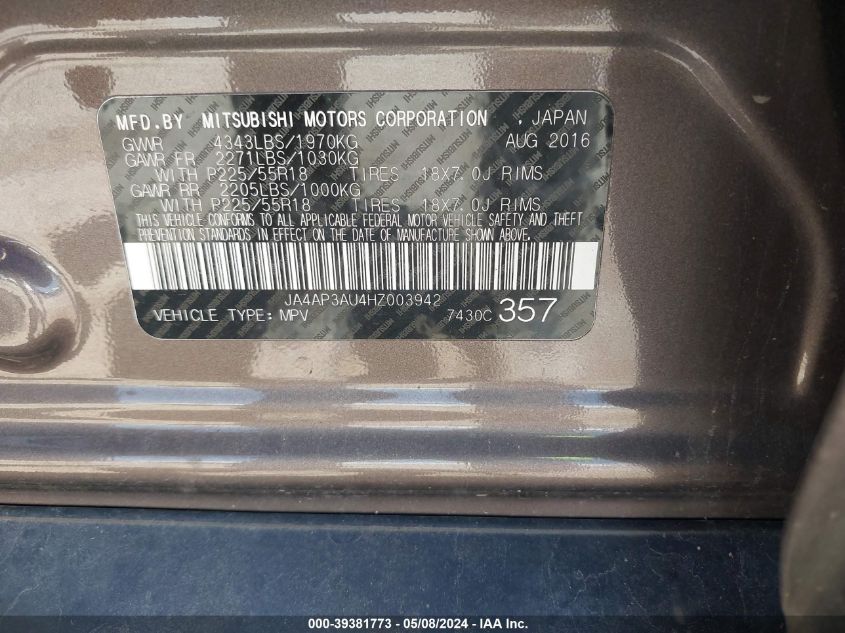 MFD.BY MITSUBISHI MOTORS CORPORATION , JAPAN
GVWR 4343LBS/1970KG AUG 2016
GAWR FR 2271LBS/1030KG
WITH P225/55R18 TIRES 18X7.0J RIMS,
GAWR RR 2205LBS/1000KG
WITH P225/55R18 TIRES 18X7.0J RIMS,
THIS VEHICLE CONFORMS TO ALL APPLICABLE FEDERAL MOTOR VEHICLE SAFETY AND THEFT
PREVENTION STANDARDS IN EFFECT ON THE DATE OF MANUFACTURE SHOWN ABOVE.
JA4AP3AU4HZ003942
VEHICLE TYPE: MPV 7430C 357
000-39381773 - 05/08/2024 - IAA Inc.